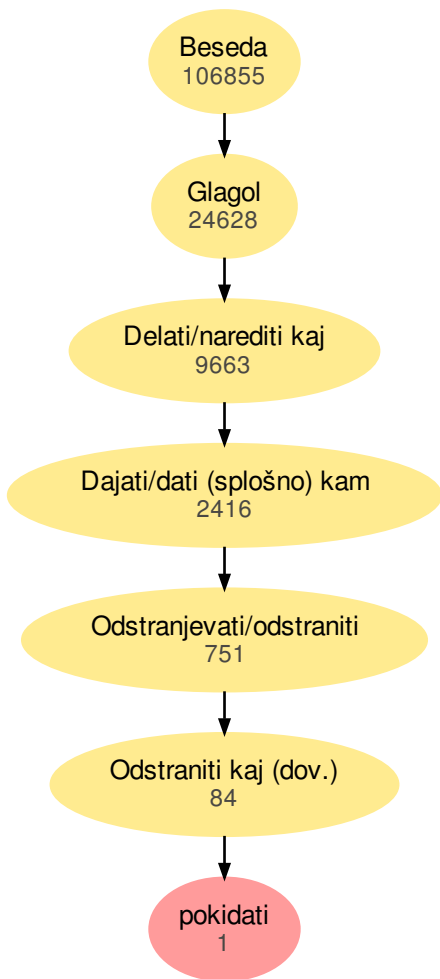 Beseda
106855
Glagol
24628
Delati/narediti kaj
9663
Dajati/dati (splošno) kam
2416
Odstranjevati/odstraniti
751
Odstraniti kaj (dov.)
84
pokidati
1